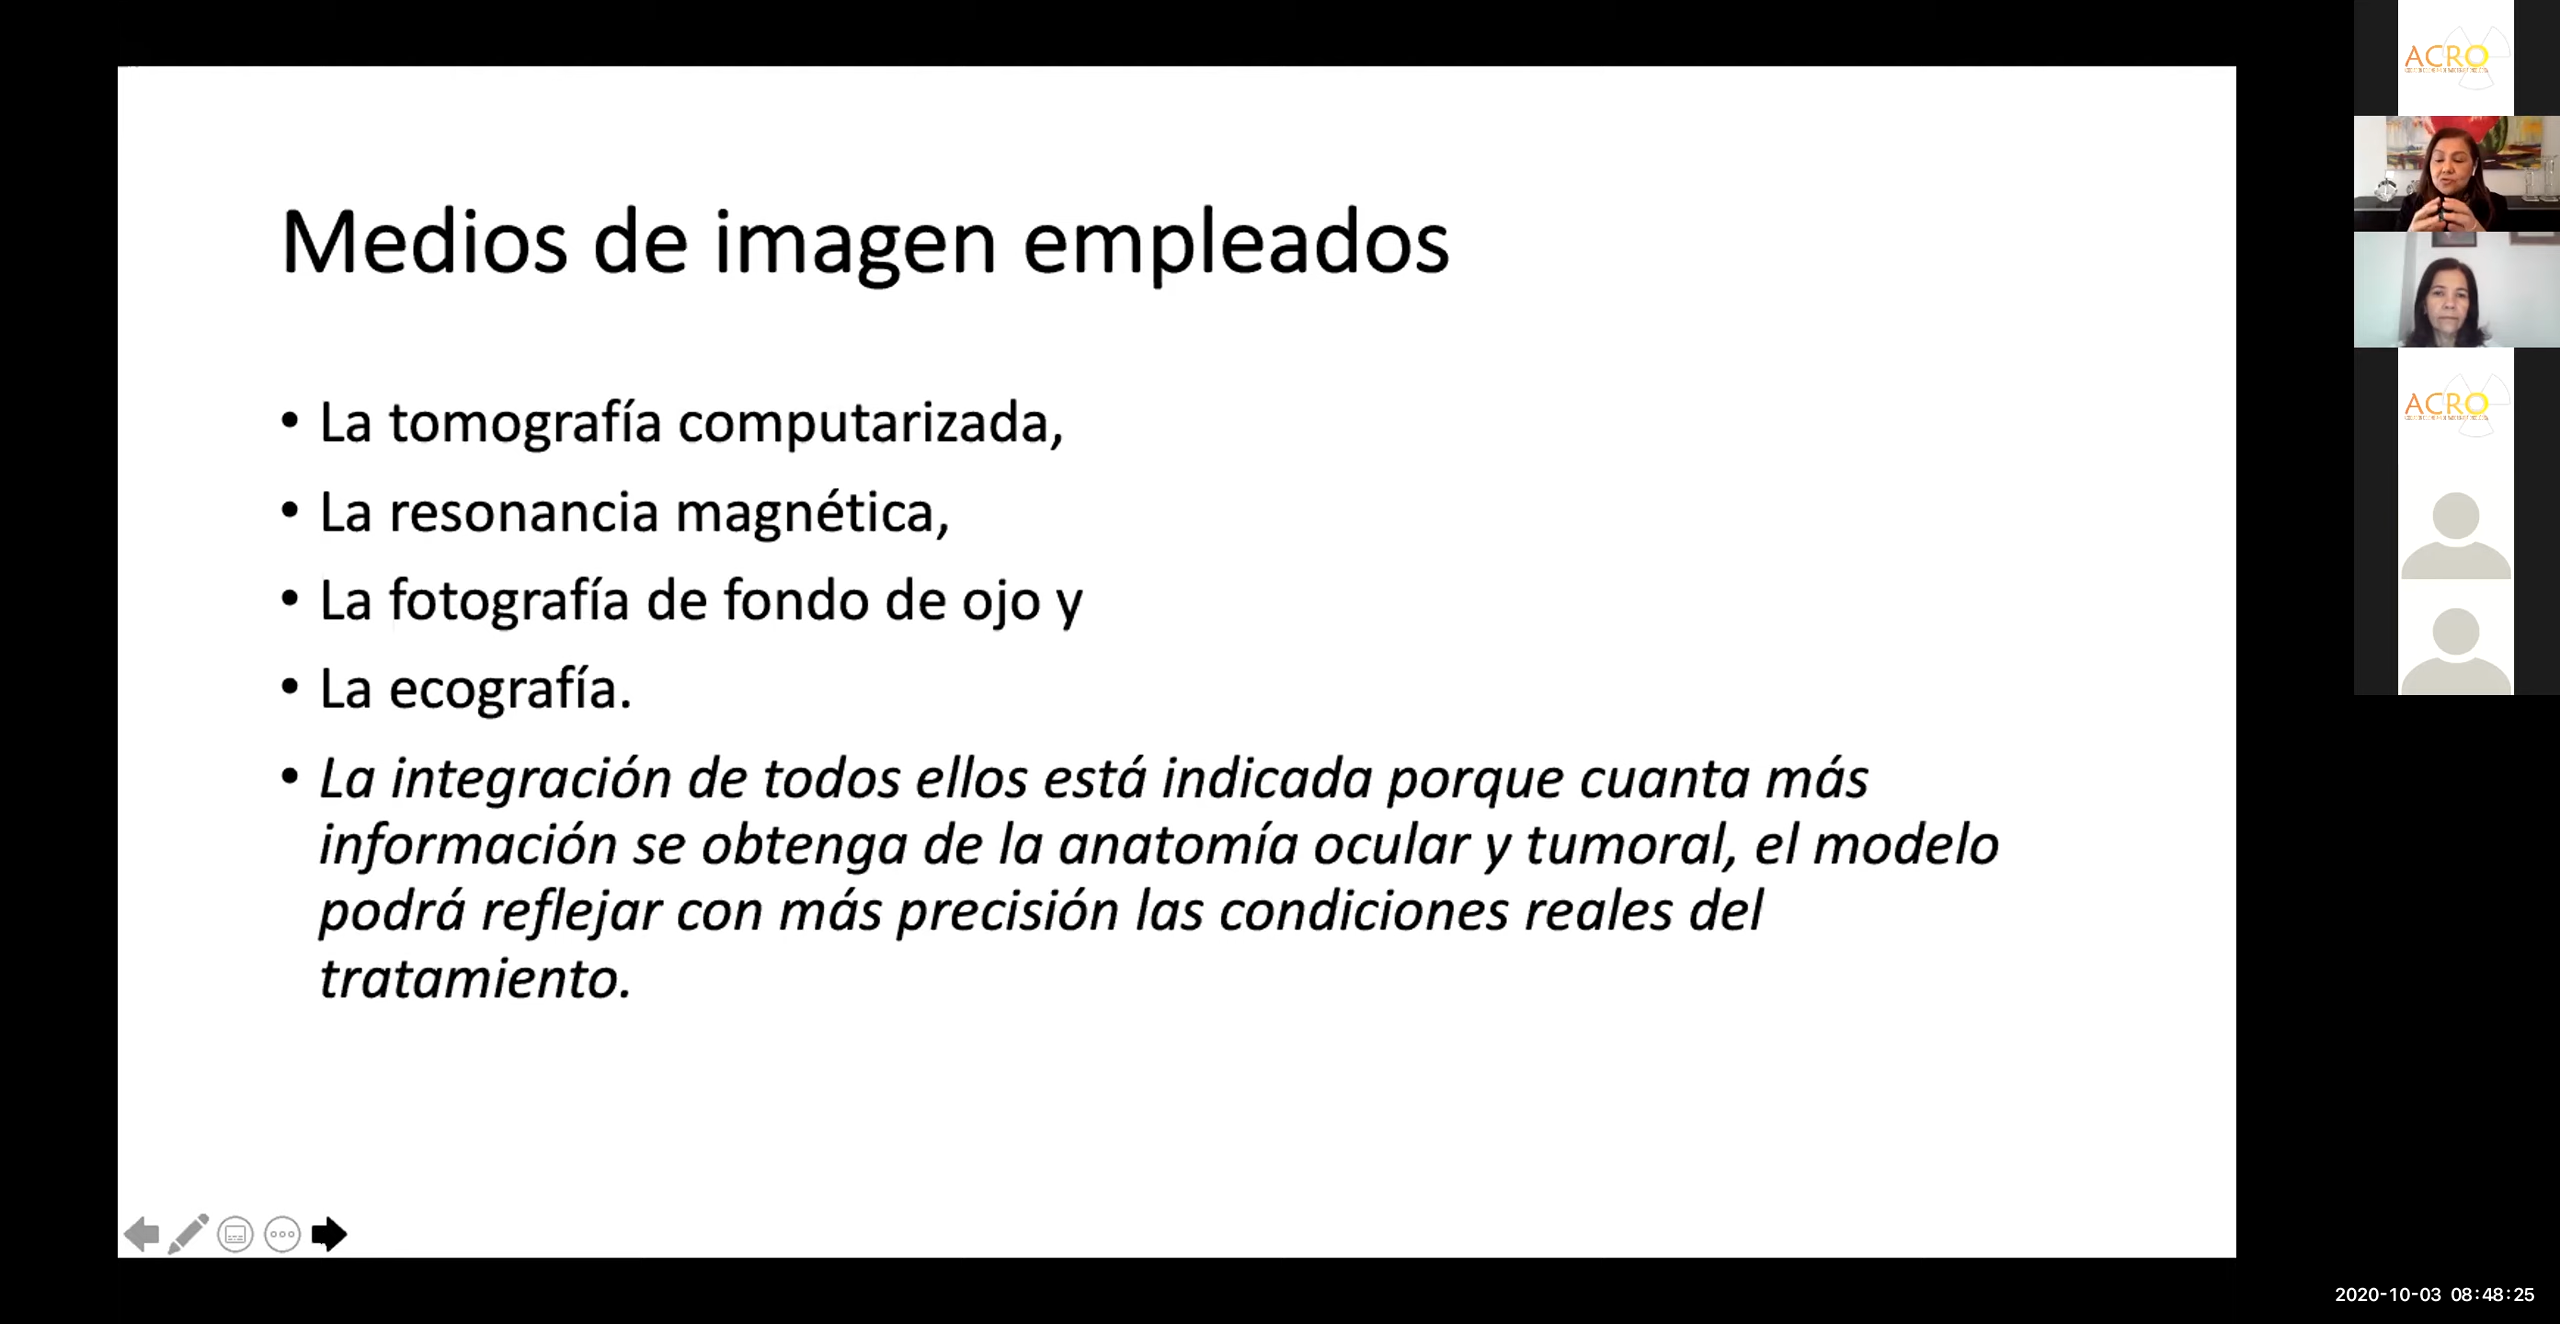 Medios de imagen empleados
• La tomografía computarizada,
• La resonancia magnética,
• La fotografía de fondo de ojo y
• La ecografía.
• La integración de todos ellos está indicada porque cuanta más
información se obtenga de la anatomía ocular y tumoral, el modelo
podrá reflejar con más precisión las condiciones reales del
tratamiento.
ACRO
ACRO
2020-10-03 08:48:25